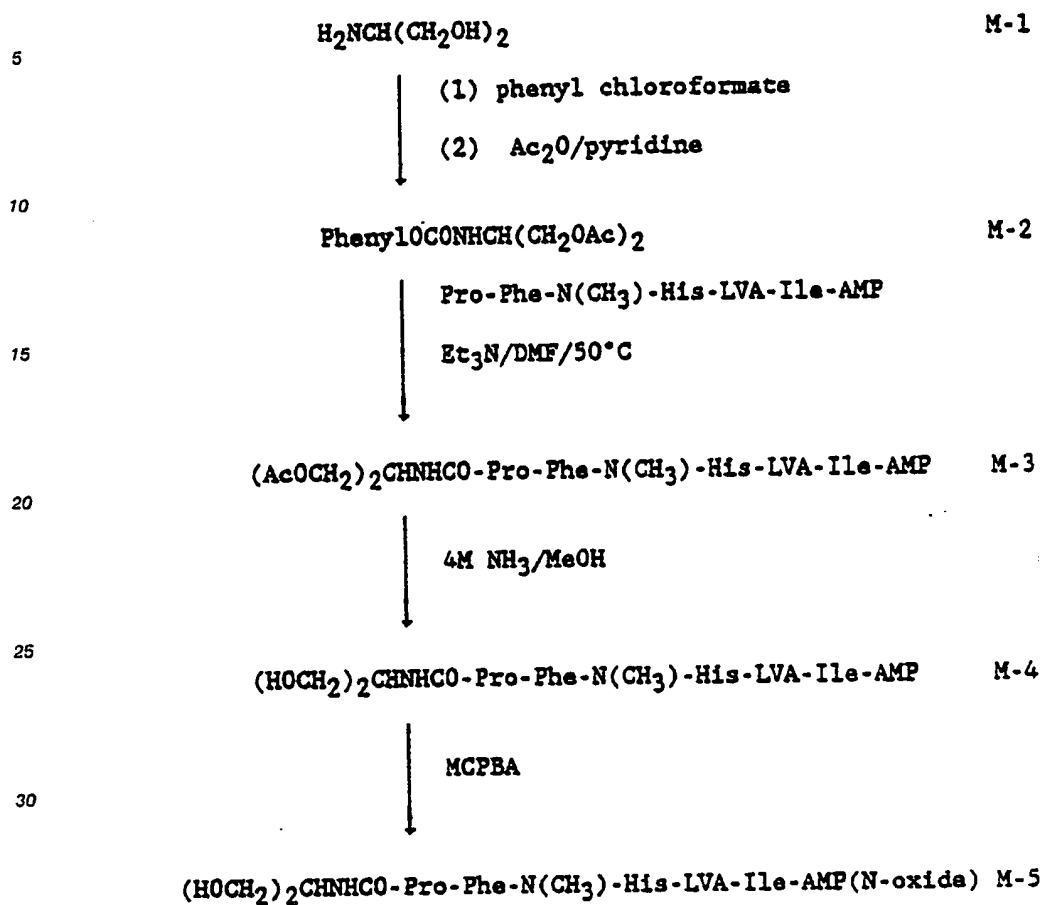 H2NCH(CH2OH)2 M-1
5
(1) phenyl chloroformate
(2) Ac2O/pyridine
10
PhenylOCONHCH(CH2OAc)2 M-2
Pro-Phe-N(CH3)-His-LVA-Ile-AMP
15
Et3N/DMF/50°C
(AcOCH2)2CHNHCO-Pro-Phe-N(CH3)-His-LVA-Ile-AMP M-3
20
4M NH3/MeOH
25
(HOCH2)2CHNHCO-Pro-Phe-N(CH3)-His-LVA-Ile-AMP M-4
MCPBA
30
(HOCH2)2CHNHCO-Pro-Phe-N(CH3)-His-LVA-Ile-AMP(N-oxide) M-5